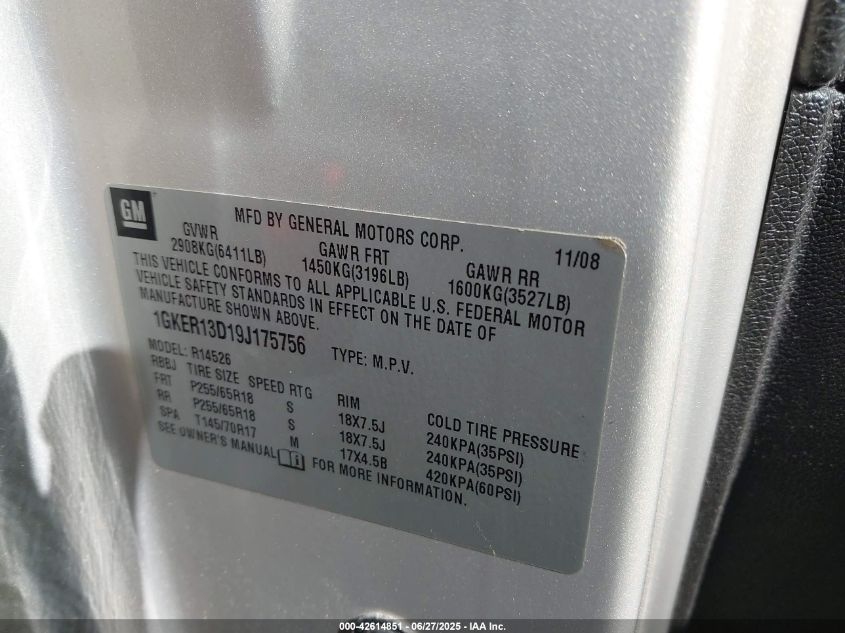 GM
MFD BY GENERAL MOTORS CORP. 11/08
GVWR GAWR FRT GAWR RR
2908KG(6411LB) 1450KG(3196LB) 1600KG(3527LB)
THIS VEHICLE CONFORMS TO ALL APPLICABLE U.S. FEDERAL MOTOR
VEHICLE SAFETY STANDARDS IN EFFECT ON THE DATE OF
MANUFACTURE SHOWN ABOVE.
1GKER13D19J175756 TYPE: M.P.V.
MODEL: R14526
RBBJ TIRE SIZE SPEED RTG RIM COLD TIRE PRESSURE
FRT P255/65R18 S 18X7.5J 240KPA(35PSI)
RR P255/65R18 S 18X7.5J 240KPA(35PSI)
SPA T145/70R17 M 17X4.5B 420KPA(60PSI)
SEE OWNER'S MANUAL FOR MORE INFORMATION.
000-42614851 | 06/27/2025 - IAA Inc.